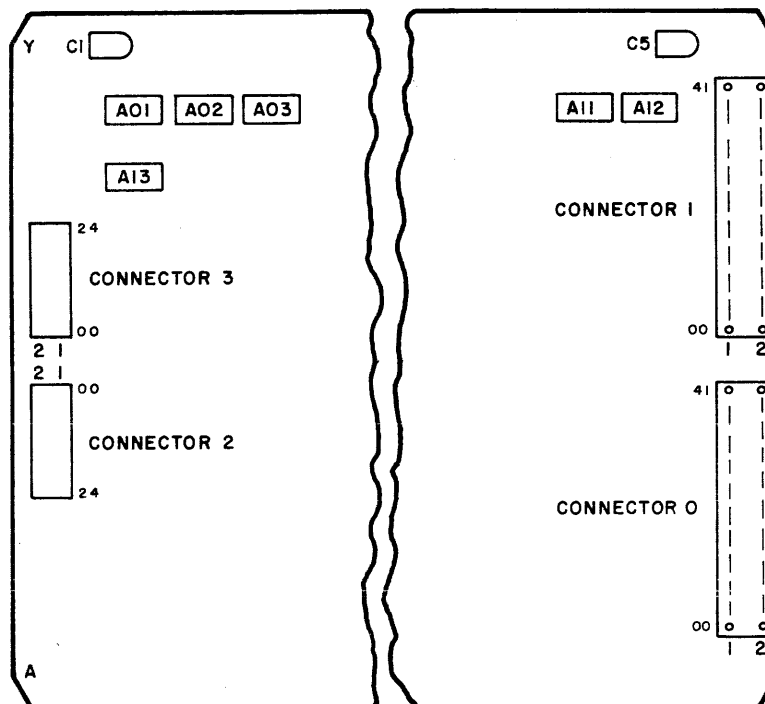 Y C1 C5
41
A01 A02 A03 A11 A12
A13
CONNECTOR 1
24
CONNECTOR 3
00 00
2 1 1 2
2 1
00 41
CONNECTOR 2
24
CONNECTOR 0
00
1 2
A